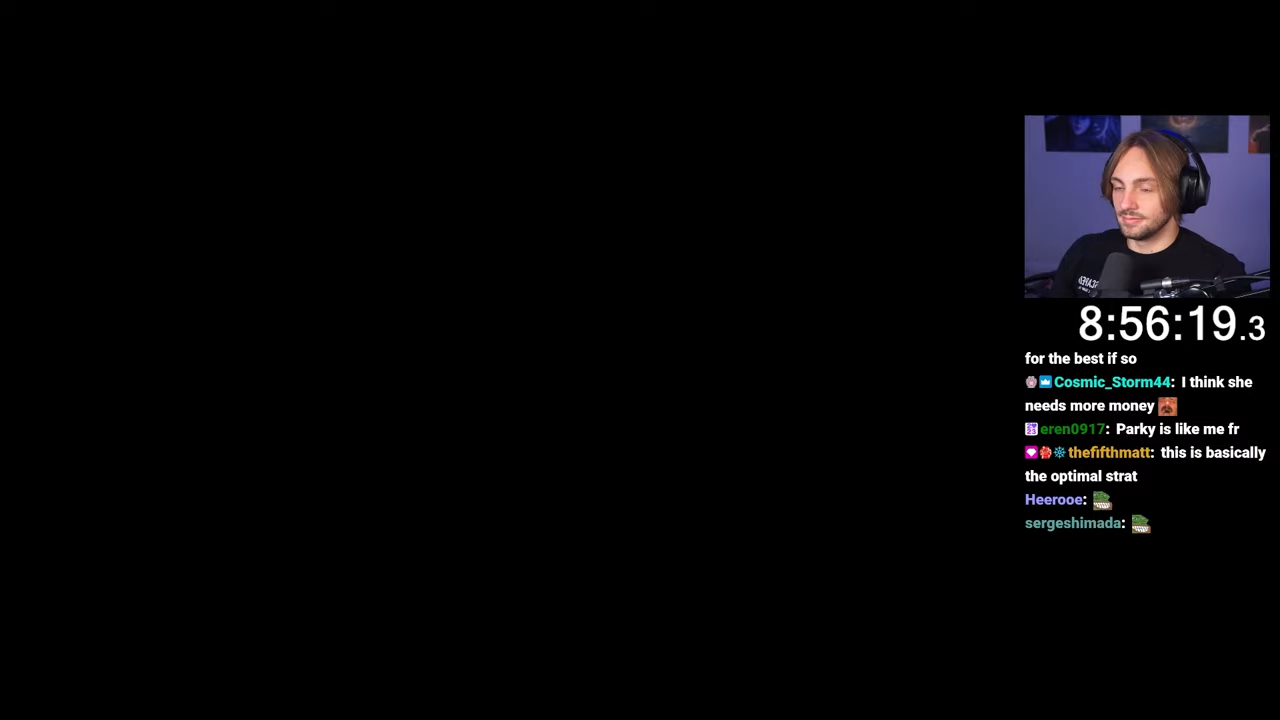 8:56:19.3
for the best if so
Cosmic_Storm44: I think she
needs more money
eren0917: Parky is like me fr
thefifthmatt: this is basically
the optimal strat
Heerooe:
sergeshimada: